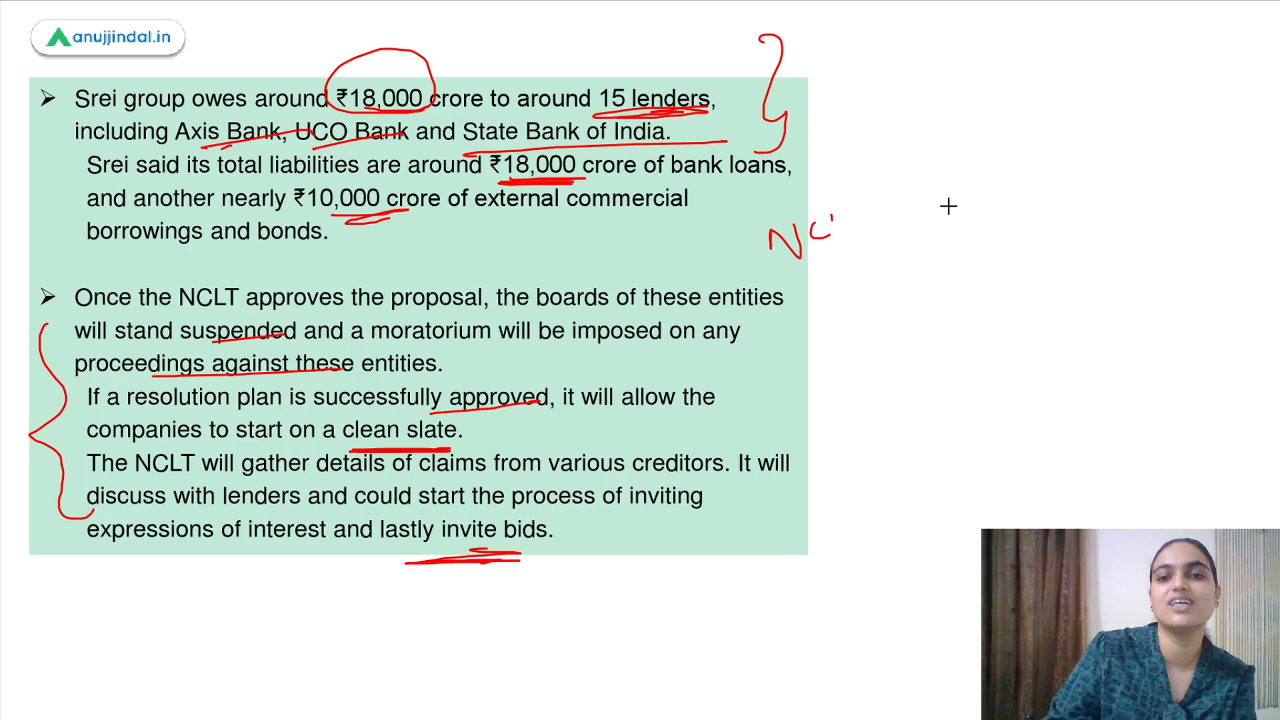 anujjindal.in
➢ Srei group owes around ₹18,000 crore to around 15 lenders,
including Axis Bank, UCO Bank and State Bank of India.
Srei said its total liabilities are around ₹18,000 crore of bank loans,
and another nearly ₹10,000 crore of external commercial
borrowings and bonds.
NC
➢ Once the NCLT approves the proposal, the boards of these entities
will stand suspended and a moratorium will be imposed on any
proceedings against these entities.
If a resolution plan is successfully approved, it will allow the
companies to start on a clean slate.
The NCLT will gather details of claims from various creditors. It will
discuss with lenders and could start the process of inviting
expressions of interest and lastly invite bids.